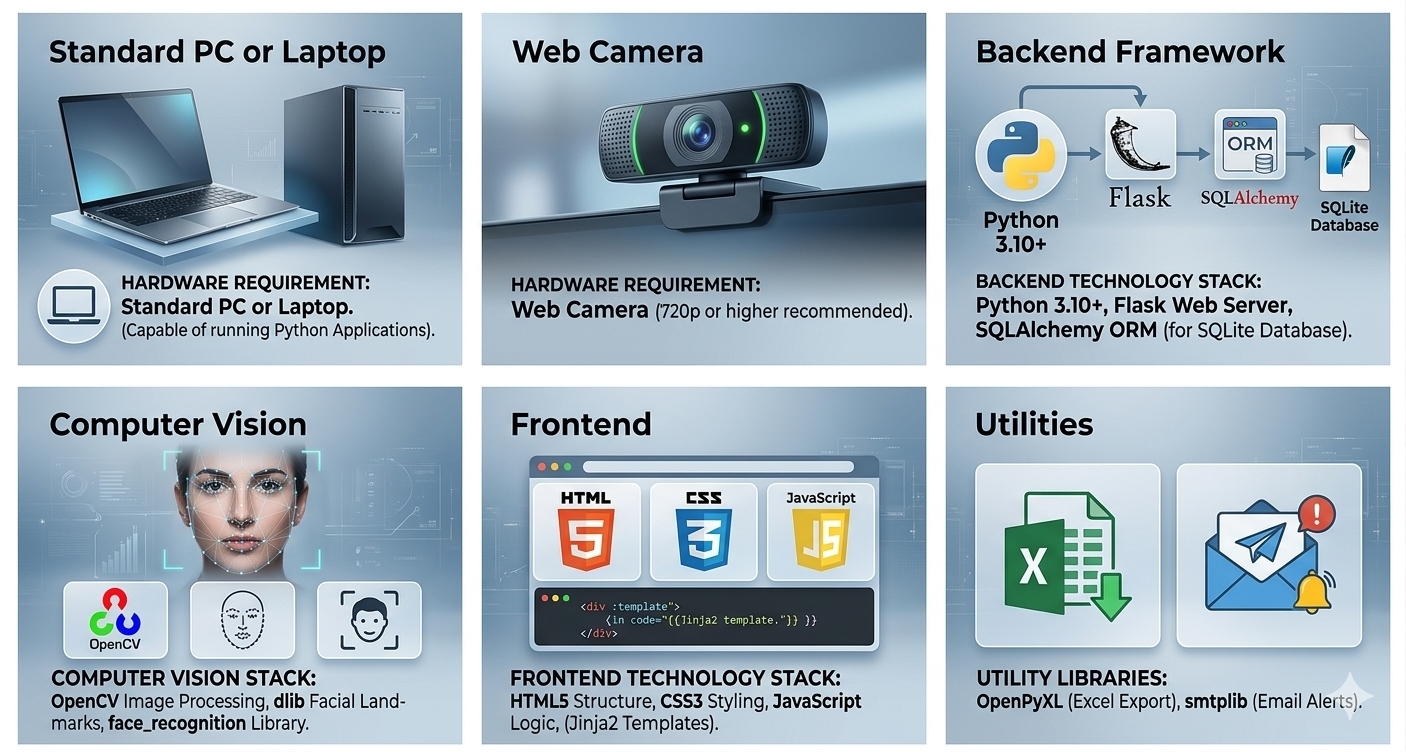 Standard PC or Laptop
HARDWARE REQUIREMENT:
Standard PC or Laptop.
(Capable of running Python Applications).
Web Camera
HARDWARE REQUIREMENT:
Web Camera (720p or higher recommended).
Backend Framework
Python
3.10+
Flask
ORM
SQLAlchemy
SQLite
Database
BACKEND TECHNOLOGY STACK:
Python 3.10+, Flask Web Server,
SQLAlchemy ORM (for SQLite Database).
Computer Vision
OpenCV
COMPUTER VISION STACK:
OpenCV Image Processing, dlib Facial Land-
marks, face_recognition Library.
Frontend
HTML
5
CSS
3
JavaScript
JS
<div :template">
{in code="{{Jinja2 template."}} }}
</div>
FRONTEND TECHNOLOGY STACK:
HTML5 Structure, CSS3 Styling, JavaScript
Logic, (Jinja2 Templates).
Utilities
X
!
UTILITY LIBRARIES:
OpenPyXL (Excel Export), smtplib (Email Alerts).